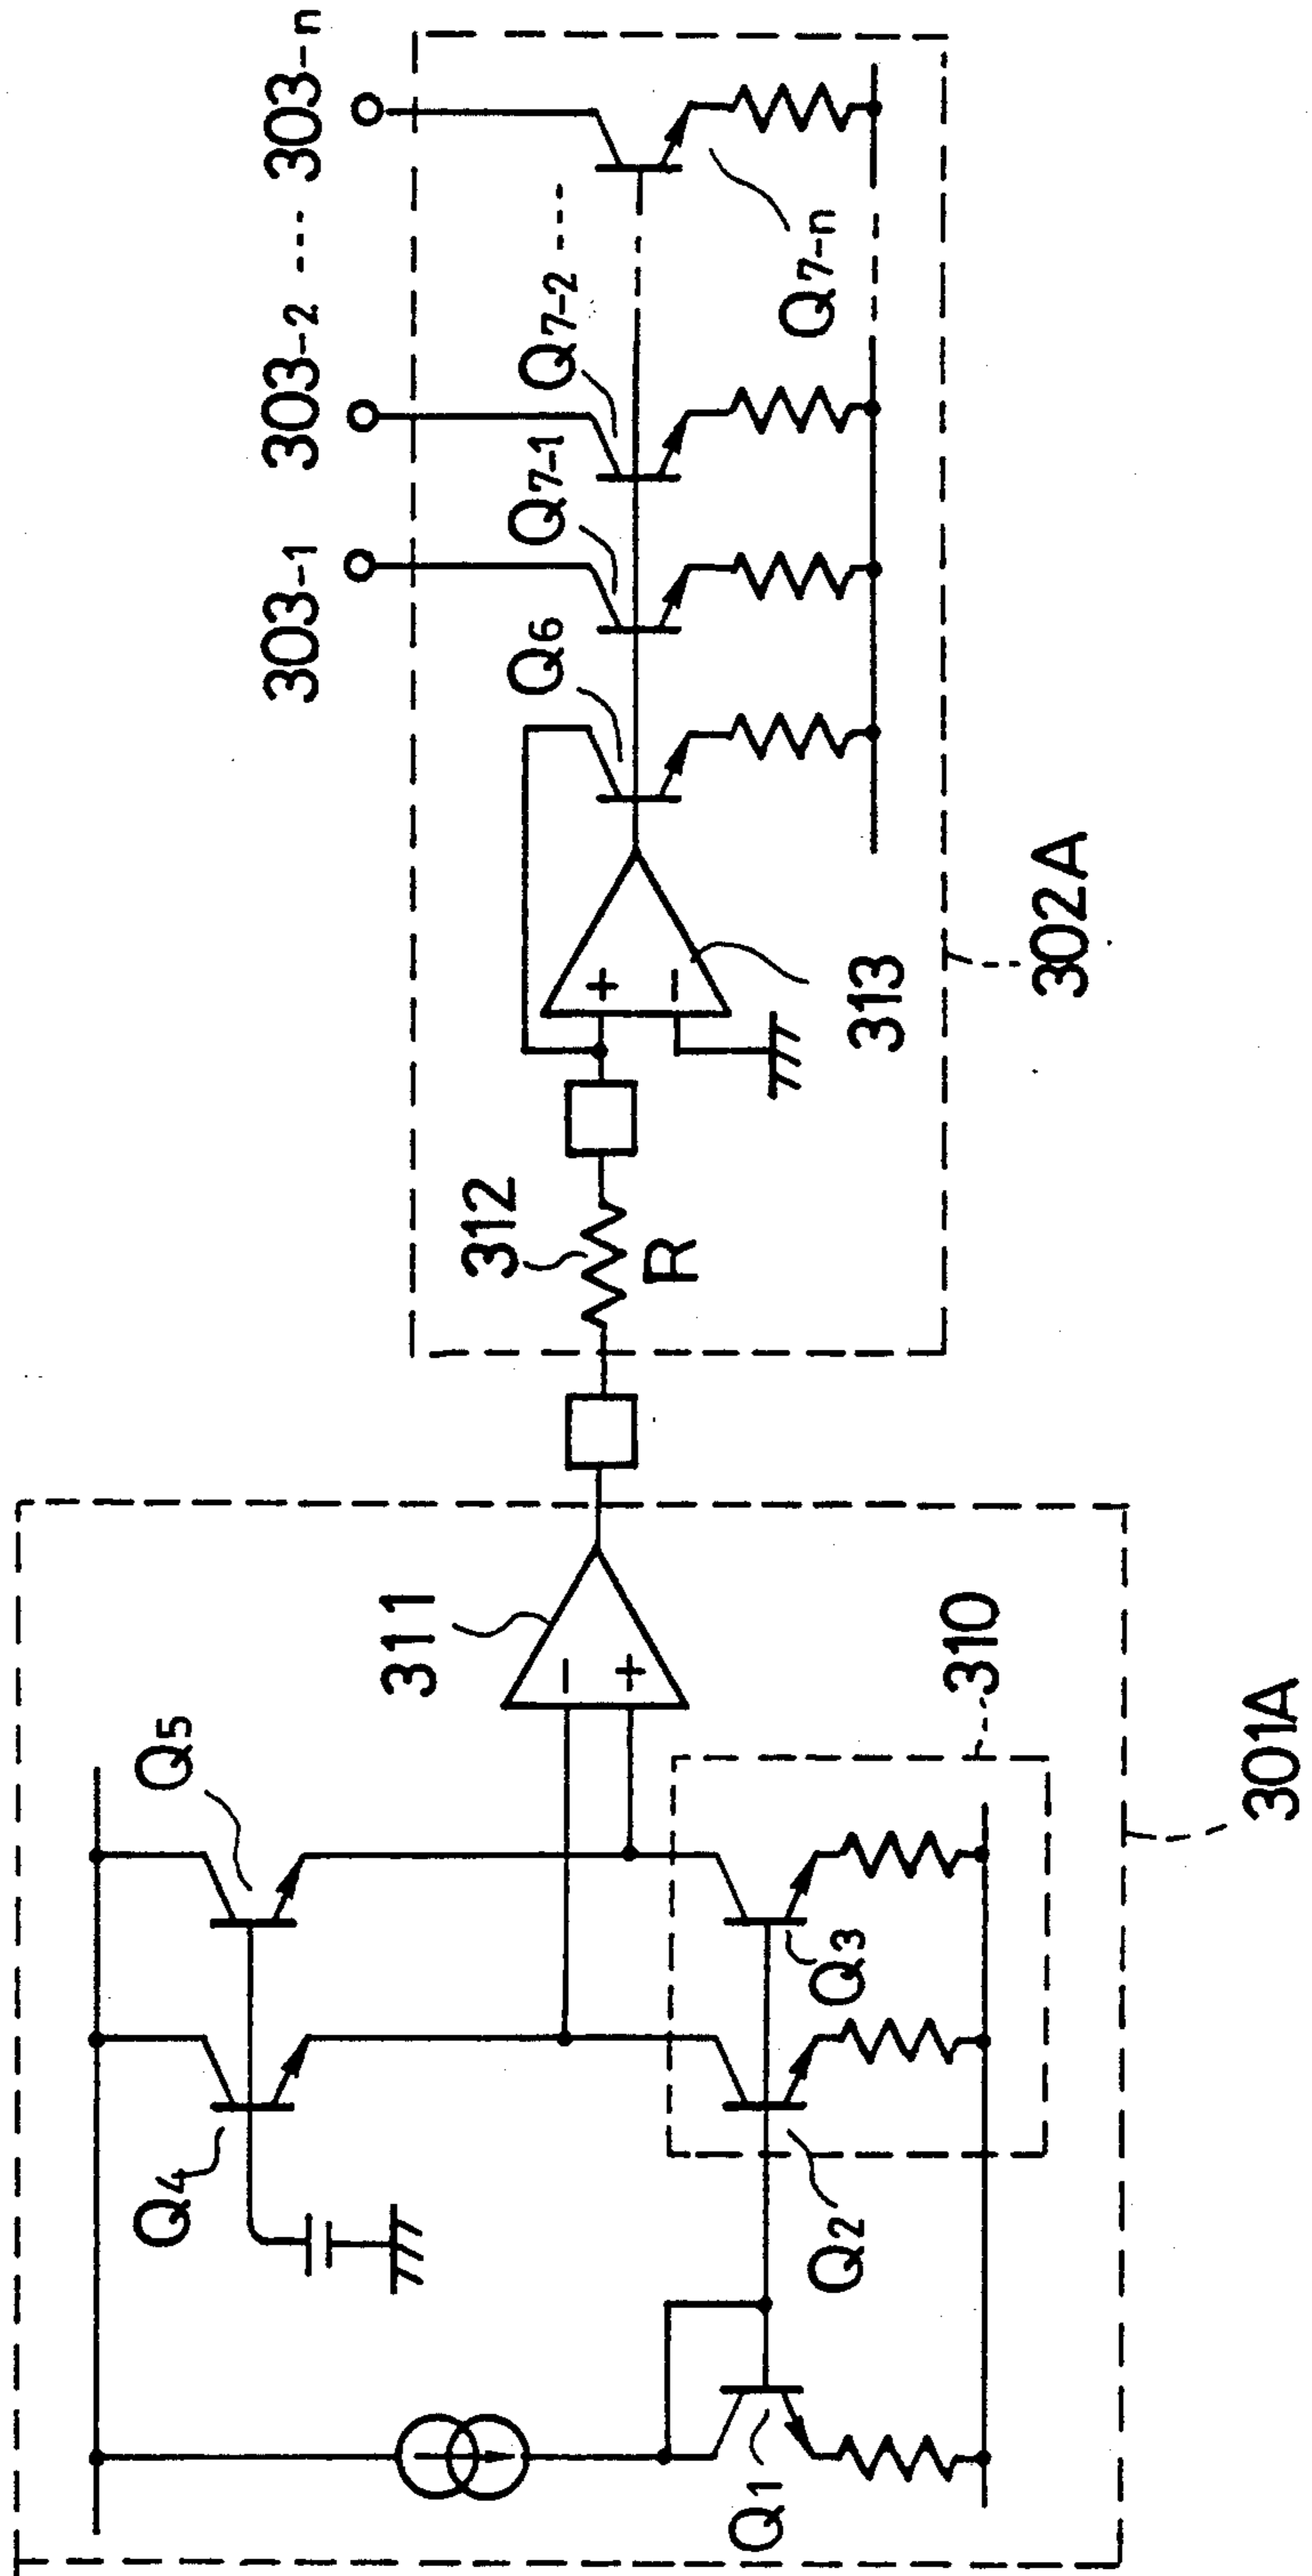 303-1 303-2 ---- 303-n
Q6 Q7-1 Q7-2 ----
Q7-n
312
R
+
−
313
302A
Q4 Q5
311
−
+
310
Q1 Q2 Q3
301A